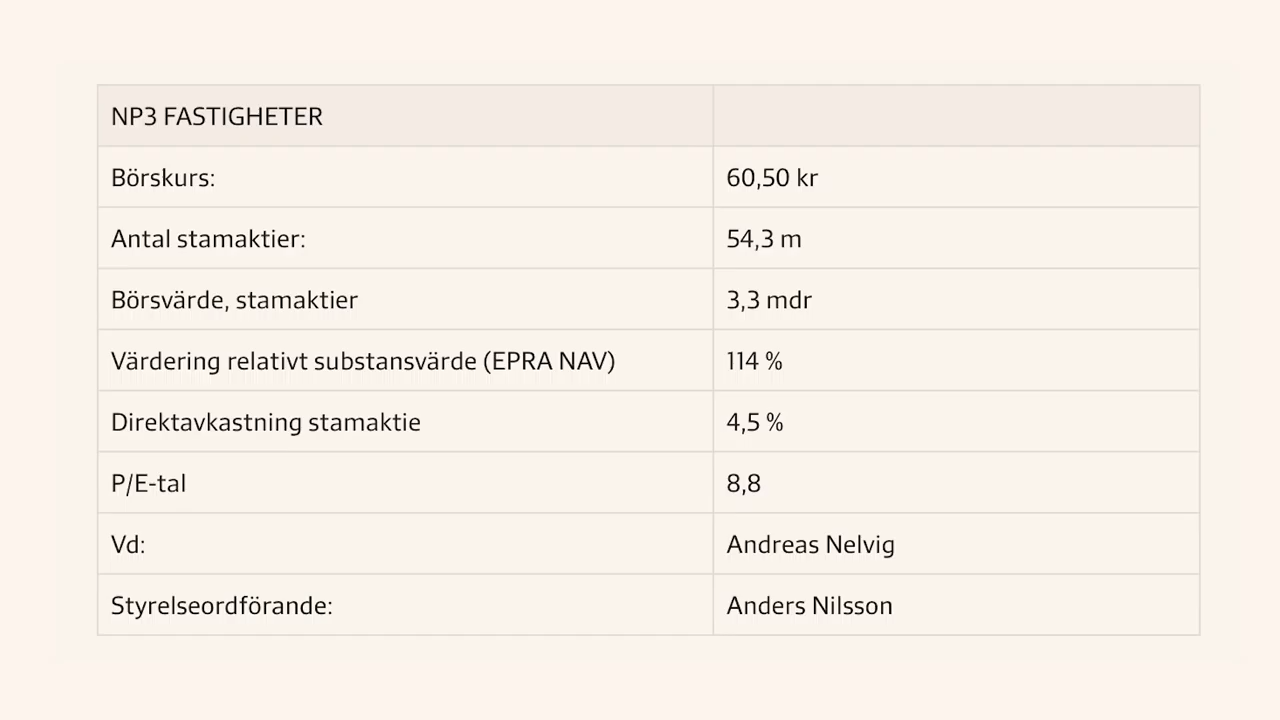 NP3 FASTIGHETER
Börskurs: 60,50 kr
Antal stamaktier: 54,3 m
Börsvärde, stamaktier 3,3 mdr
Värdering relativt substansvärde (EPRA NAV) 114 %
Direktavkastning stamaktie 4,5 %
P/E-tal 8,8
Vd: Andreas Nelvig
Styrelseordförande: Anders Nilsson